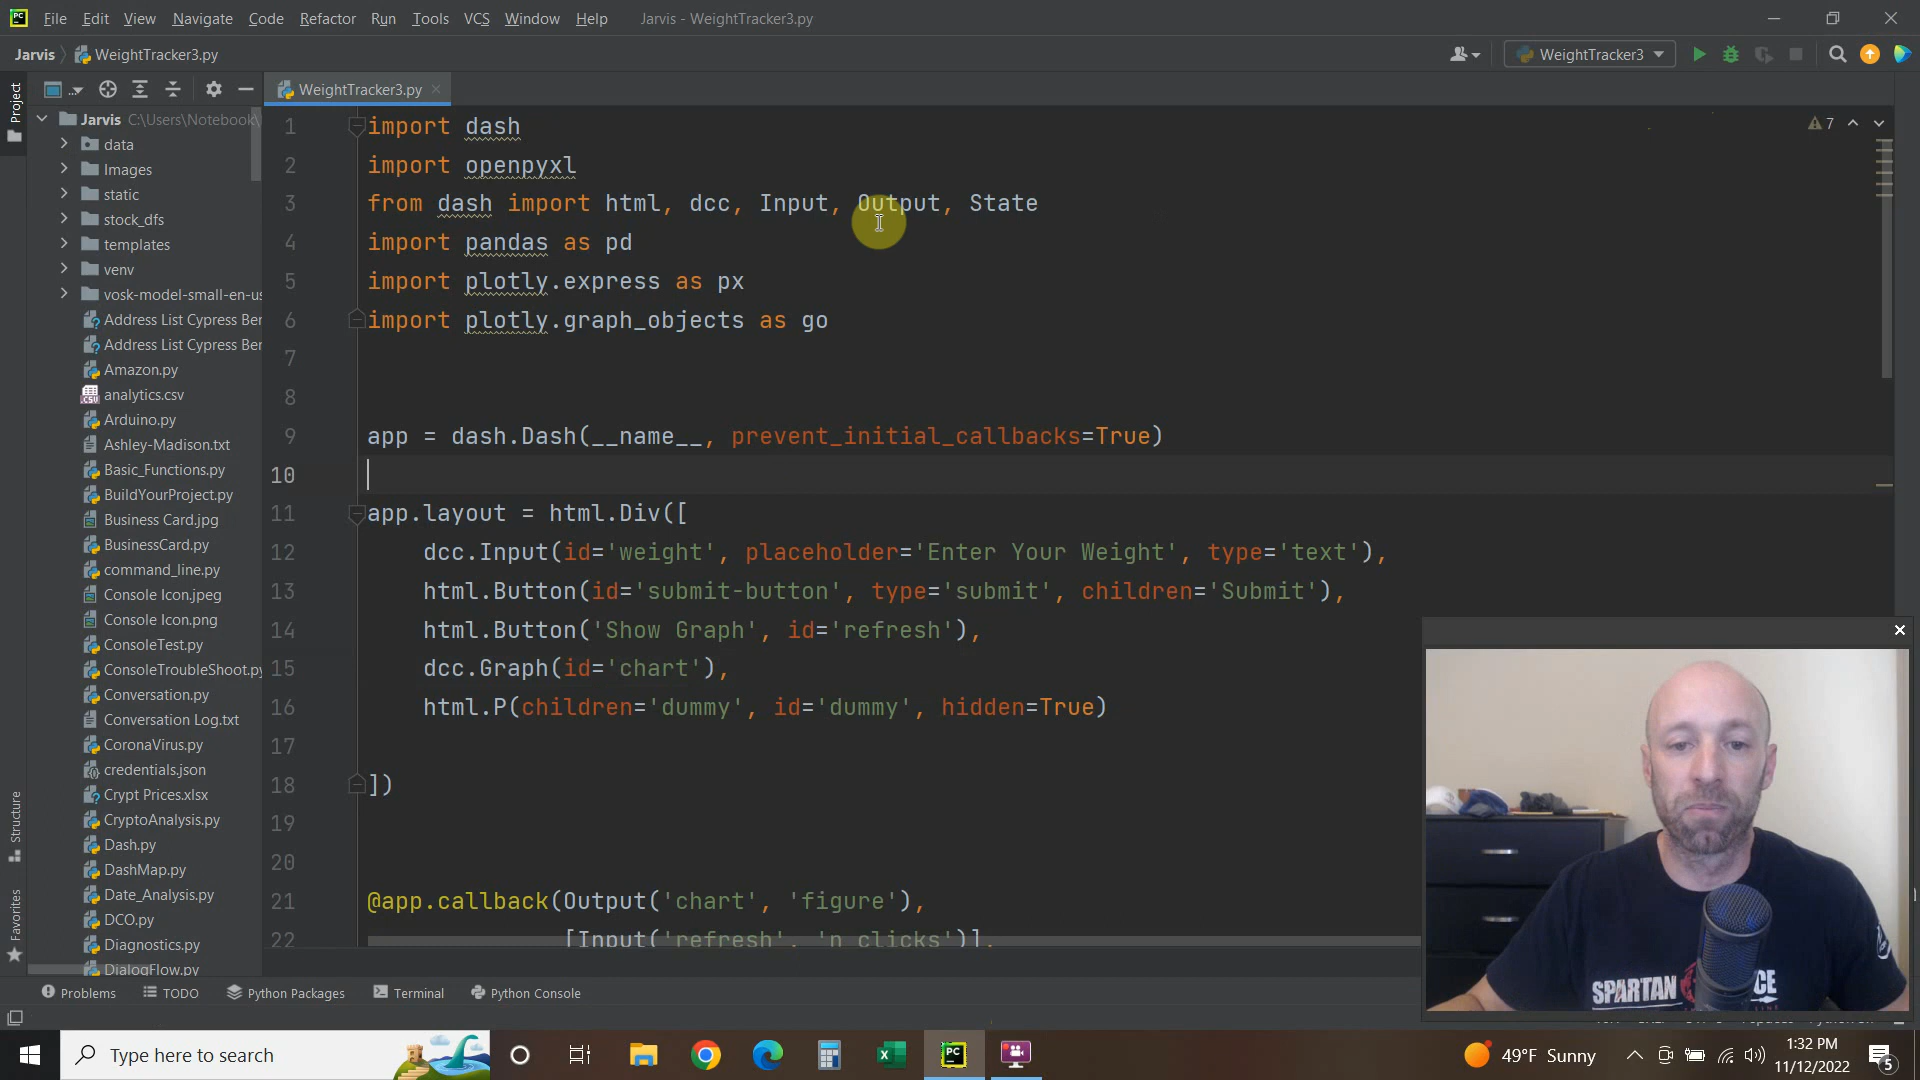 File Edit View Navigate Code Refactor Run Tools VCS Window Help Jarvis - WeightTracker3.py
Jarvis WeightTracker3.py WeightTracker3
Project
Jarvis C:\Users\Notebook\
WeightTracker3.py
data
Images
static
stock_dfs
templates
venv
vosk-model-small-en-us
Address List Cypress Ber
Address List Cypress Ber
Amazon.py
analytics.csv
Arduino.py
Ashley-Madison.txt
Basic_Functions.py
BuildYourProject.py
Business Card.jpg
BusinessCard.py
command_line.py
Console Icon.jpeg
Console Icon.png
ConsoleTest.py
ConsoleTroubleShoot.py
Conversation.py
Conversation Log.txt
CoronaVirus.py
credentials.json
Crypt Prices.xlsx
CryptoAnalysis.py
Dash.py
DashMap.py
Date_Analysis.py
DCO.py
Diagnostics.py
DialogFlow.py
Structure
Favorites
7
1 import dash
2 import openpyxl
3 from dash import html, dcc, Input, Output, State
4 import pandas as pd
5 import plotly.express as px
6 import plotly.graph_objects as go
7
8
9 app = dash.Dash(__name__, prevent_initial_callbacks=True)
10
11 app.layout = html.Div([
12 dcc.Input(id='weight', placeholder='Enter Your Weight', type='text'),
13 html.Button(id='submit-button', type='submit', children='Submit'),
14 html.Button('Show Graph', id='refresh'),
15 dcc.Graph(id='chart'),
16 html.P(children='dummy', id='dummy', hidden=True)
17
18 ])
19
20
21 @app.callback(Output('chart', 'figure'),
22 [Input('refresh', 'n_clicks')],
SPARTAN
CE
Problems TODO Python Packages Terminal Python Console
Type here to search
49°F Sunny
1:32 PM
11/12/2022
5